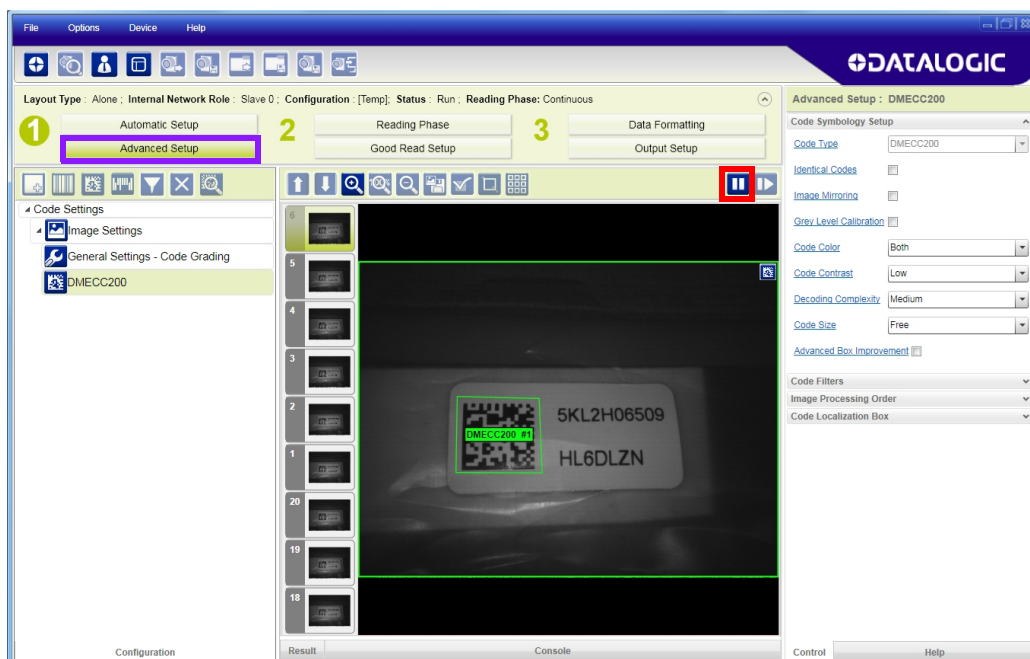 File Options Device Help
DATALOGIC
Layout Type : Alone ; Internal Network Role : Slave 0 ; Configuration : [Temp]; Status : Run ; Reading Phase: Continuous
1 Automatic Setup 2 Reading Phase 3 Data Formatting
Advanced Setup Good Read Setup Output Setup
Code Settings
Image Settings
General Settings - Code Grading
DMECC200
Configuration
6
5
4
3
2
1
20
19
18
DMECC200 #1
5KL2H06509
HL6DLZN
Result Console
Advanced Setup : DMECC200
Code Symbology Setup
Code Type DMECC200
Identical Codes
Image Mirroring
Grey Level Calibration
Code Color Both
Code Contrast Low
Decoding Complexity Medium
Code Size Free
Advanced Box Improvement
Code Filters
Image Processing Order
Code Localization Box
Control Help